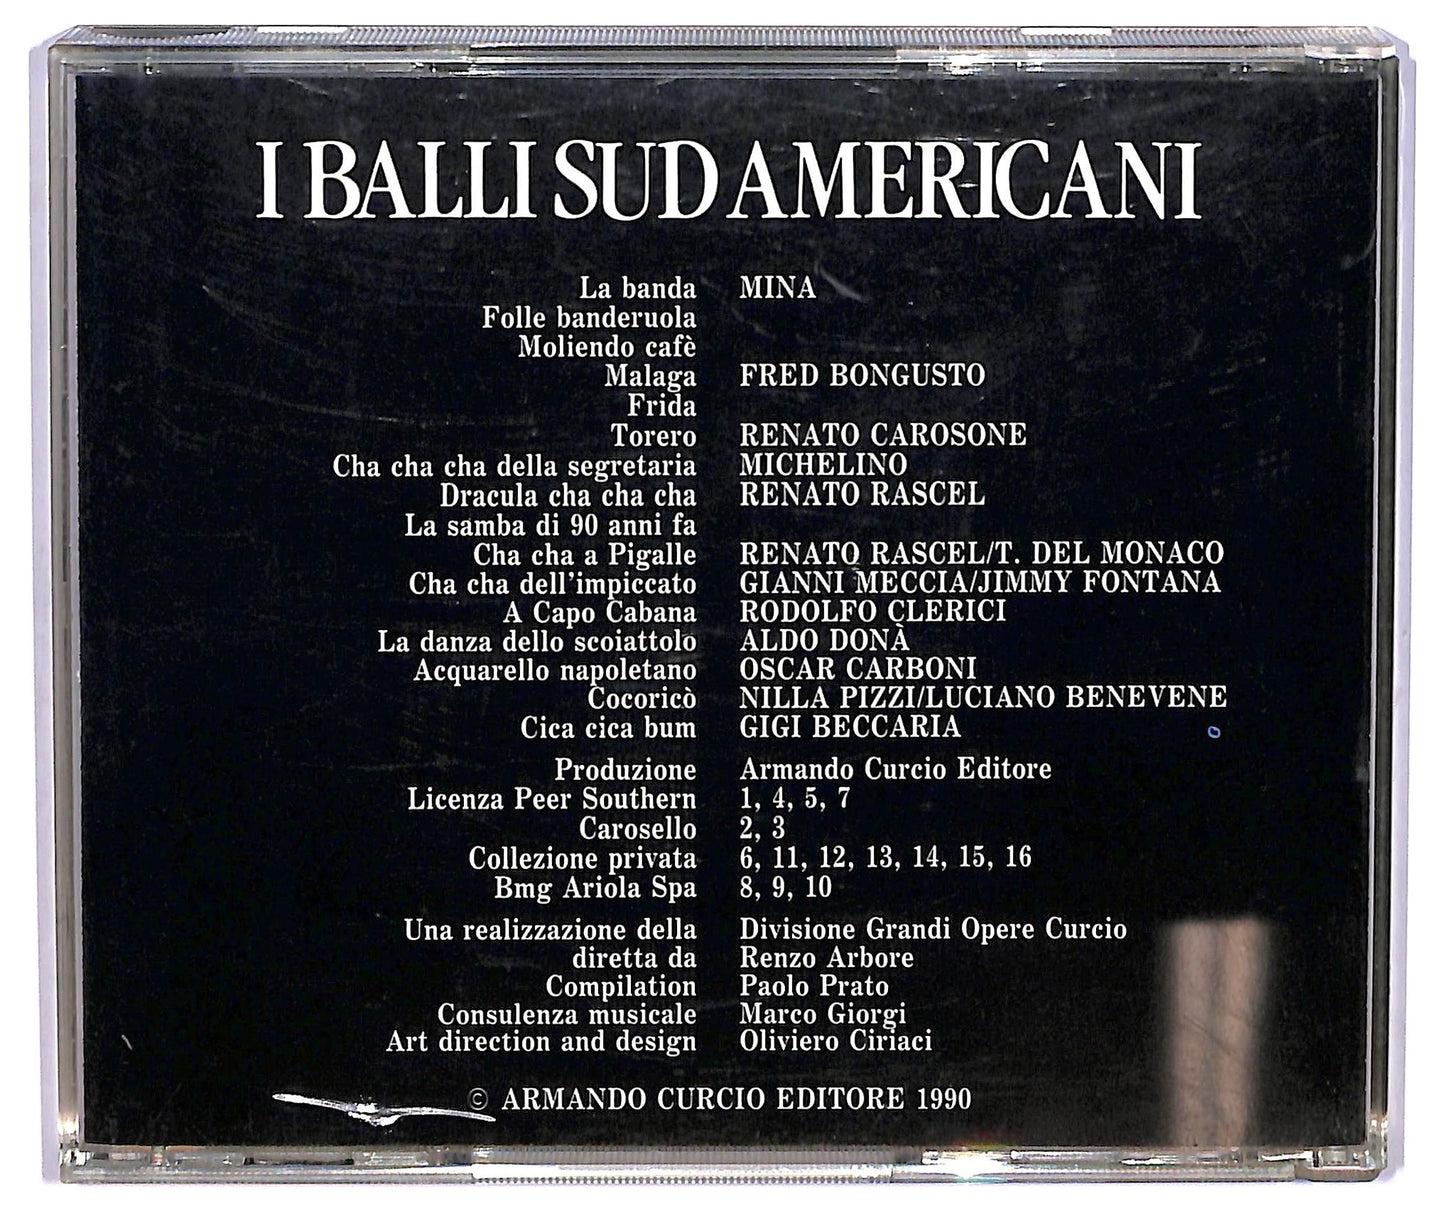 I BALLI SUD AMERICANI
La banda MINA
Folle banderuola
Moliendo cafè
Malaga FRED BONGUSTO
Frida
Torero RENATO CAROSONE
Cha cha cha della segretaria MICHELINO
Dracula cha cha cha RENATO RASCEL
La samba di 90 anni fa
Cha cha a Pigalle RENATO RASCEL/T. DEL MONACO
Cha cha dell'impiccato GIANNI MECCIA/JIMMY FONTANA
A Capo Cabana RODOLFO CLERICI
La danza dello scoiattolo ALDO DONÀ
Acquarello napoletano OSCAR CARBONI
Cocoricò NILLA PIZZI/LUCIANO BENEVENE
Cica cica bum GIGI BECCARIA
Produzione Armando Curcio Editore
Licenza Peer Southern 1, 4, 5, 7
Carosello 2, 3
Collezione privata 6, 11, 12, 13, 14, 15, 16
Bmg Ariola Spa 8, 9, 10
Una realizzazione della Divisione Grandi Opere Curcio
diretta da Renzo Arbore
Compilation Paolo Prato
Consulenza musicale Marco Giorgi
Art direction and design Oliviero Ciriaci
© ARMANDO CURCIO EDITORE 1990